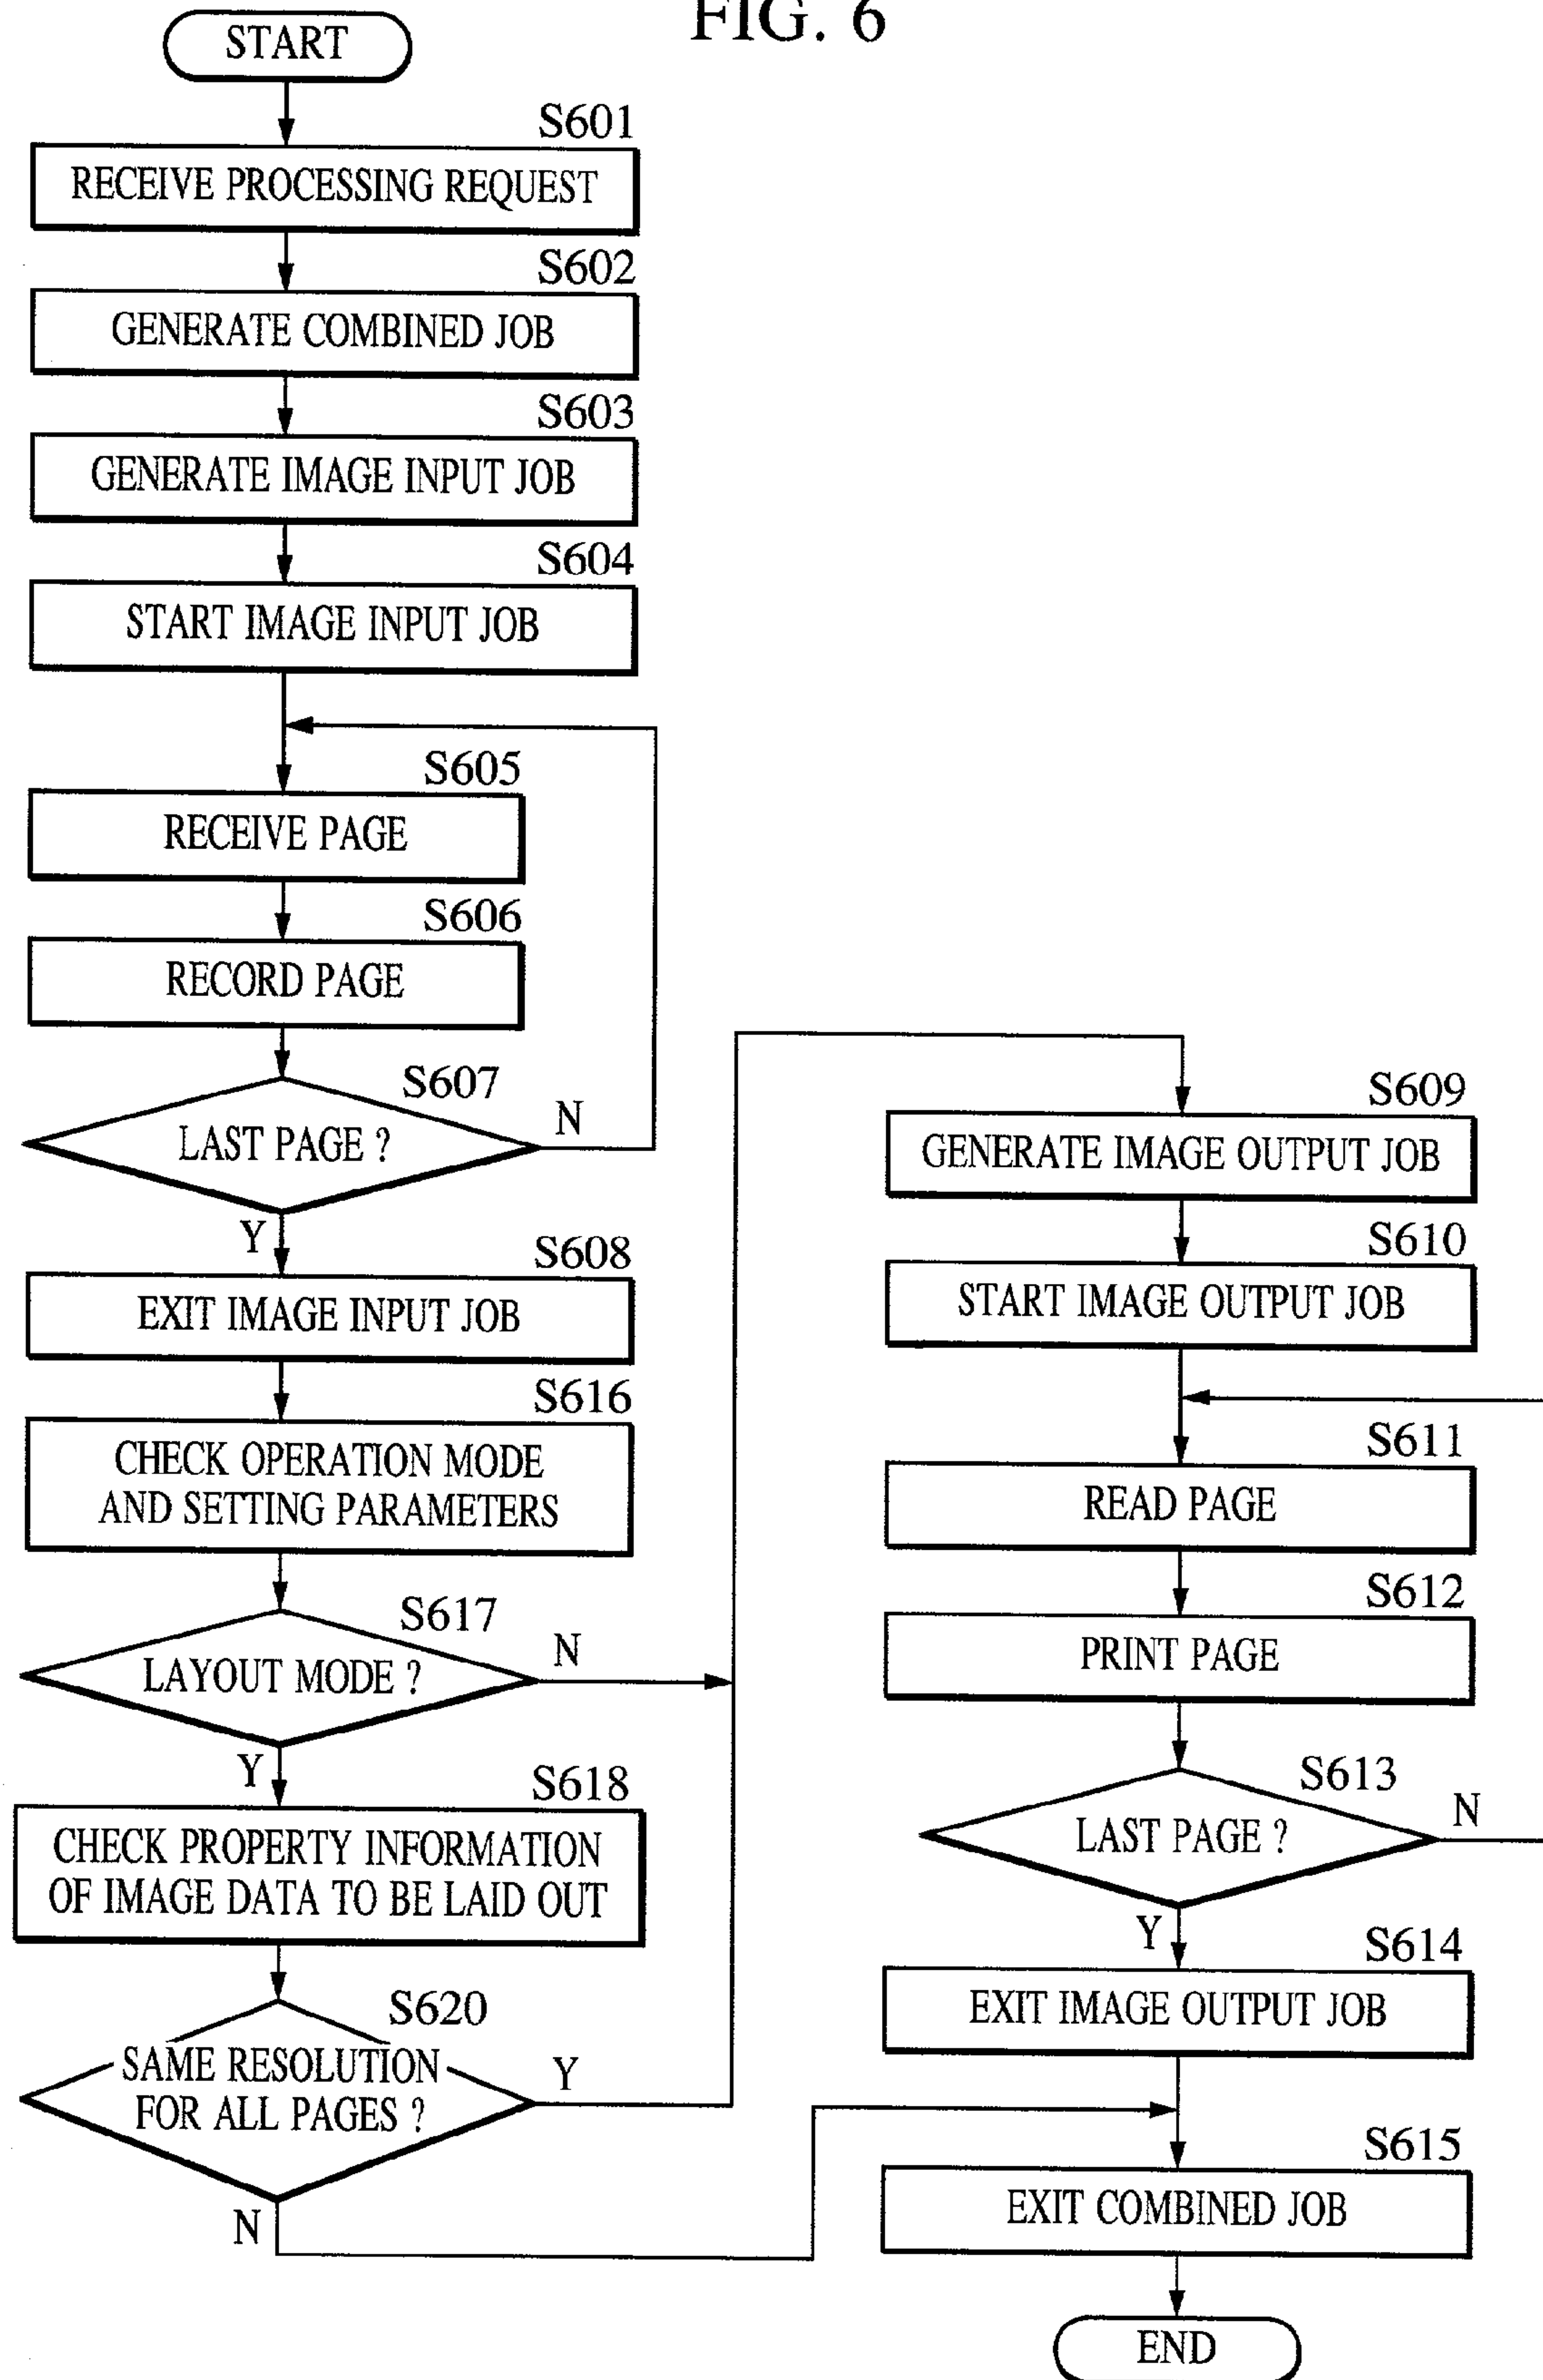 FIG. 6
START
S601
RECEIVE PROCESSING REQUEST
S602
GENERATE COMBINED JOB
S603
GENERATE IMAGE INPUT JOB
S604
START IMAGE INPUT JOB
S605
RECEIVE PAGE
S606
RECORD PAGE
S607
LAST PAGE ?
N
Y
S608
EXIT IMAGE INPUT JOB
S616
CHECK OPERATION MODE
AND SETTING PARAMETERS
S617
LAYOUT MODE ?
N
Y
S618
CHECK PROPERTY INFORMATION
OF IMAGE DATA TO BE LAID OUT
S620
SAME RESOLUTION
FOR ALL PAGES ?
Y
N
S609
GENERATE IMAGE OUTPUT JOB
S610
START IMAGE OUTPUT JOB
S611
READ PAGE
S612
PRINT PAGE
S613
LAST PAGE ?
N
Y
S614
EXIT IMAGE OUTPUT JOB
S615
EXIT COMBINED JOB
END